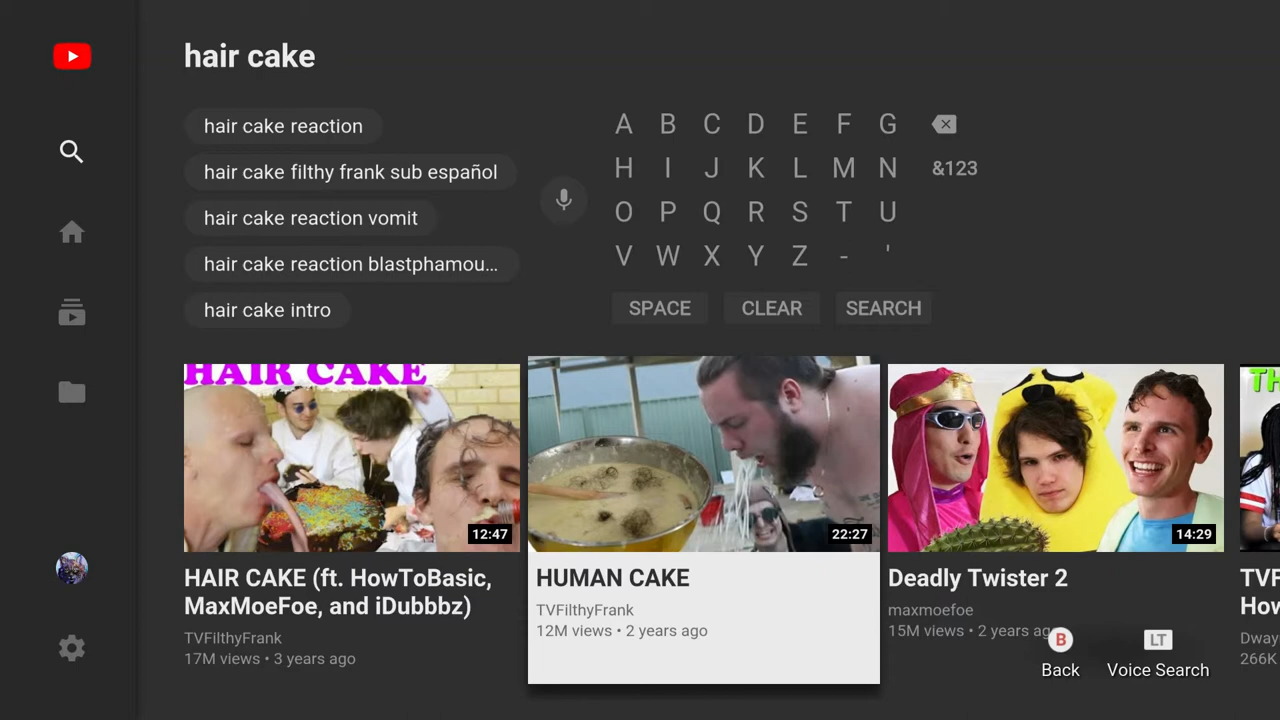 hair cake
hair cake reaction
hair cake filthy frank sub español
hair cake reaction vomit
hair cake reaction blastphamou...
hair cake intro
A B C D E F G
&123
H I J K L M N
O P Q R S T U
V W X Y Z - '
SPACE CLEAR SEARCH
HAIR CAKE
12:47
22:27
14:29
HAIR CAKE (ft. HowToBasic,
MaxMoeFoe, and iDubbbz)
TVFilthyFrank
17M views • 3 years ago
HUMAN CAKE
TVFilthyFrank
12M views • 2 years ago
Deadly Twister 2
maxmoefoe
15M views • 2 years ag
TH
TVF
How
Dway
266K
B
Back
LT
Voice Search